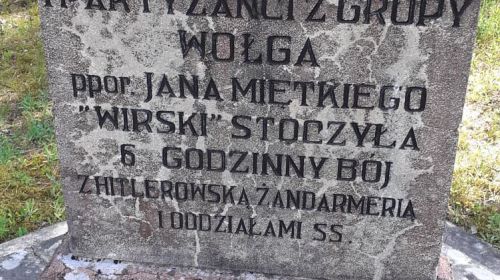 PARTYZANCI Z GRUPY
WOŁGA
ppor. JANA MIETKIEGO
"WIRSKI" STOCZYŁA
6 GODZINNY BÓJ
Z HITLEROWSKĄ ŻANDARMERIĄ
I ODDZIAŁAMI SS.